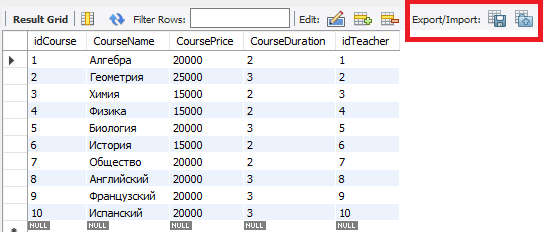 Result Grid Filter Rows: Edit: Export/Import:
idCourse CourseName CoursePrice CourseDuration idTeacher
1 Алгебра 20000 2 1
2 Геометрия 25000 3 2
3 Химия 15000 2 3
4 Физика 15000 2 4
5 Биология 20000 3 5
6 История 15000 2 6
7 Общество 20000 2 7
8 Английский 20000 3 8
9 Французский 20000 3 9
10 Испанский 20000 3 10
NULL NULL NULL NULL NULL